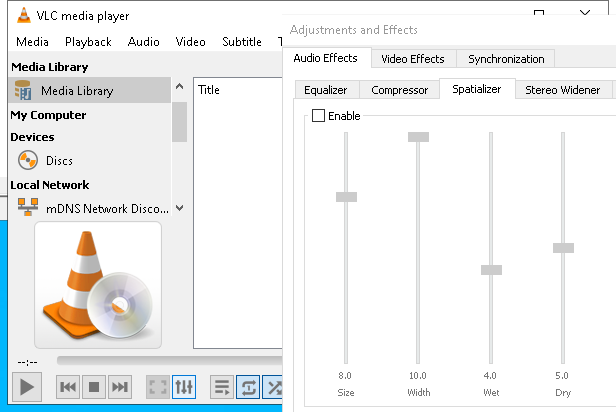 VLC media player
Media Playback Audio Video Subtitle
Media Library
Media Library
My Computer
Devices
Discs
Local Network
mDNS Network Disco...
Title
--:--
Adjustments and Effects
Audio Effects Video Effects Synchronization
Equalizer Compressor Spatializer Stereo Widener
Enable
8.0 10.0 4.0 5.0
Size Width Wet Dry